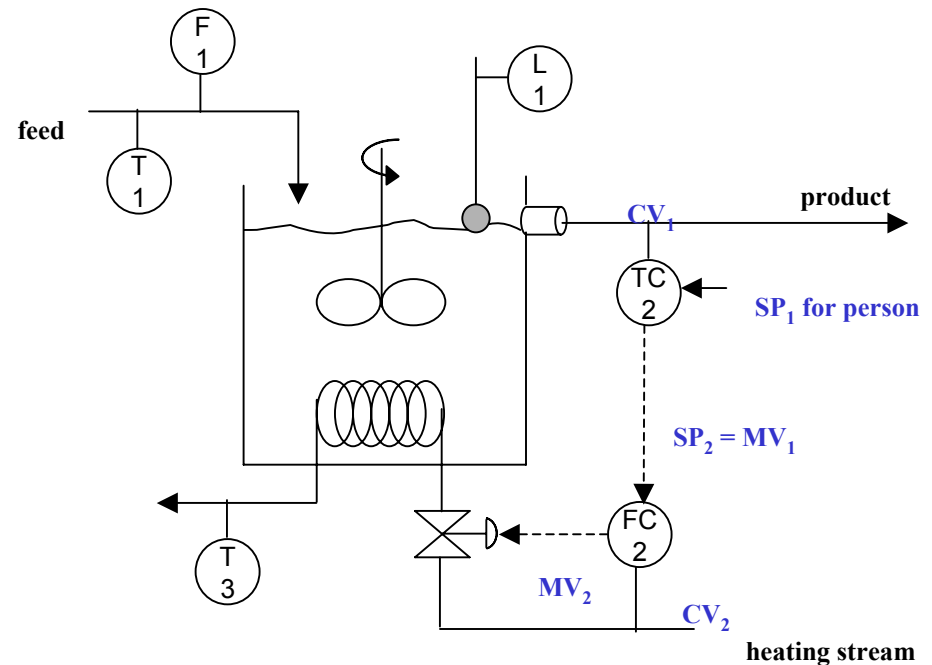 F
1
L
1
feed
T
1
product
CV₁
TC
2
SP₁ for person
SP₂ = MV₁
FC
2
T
3
MV₂
CV₂
heating stream